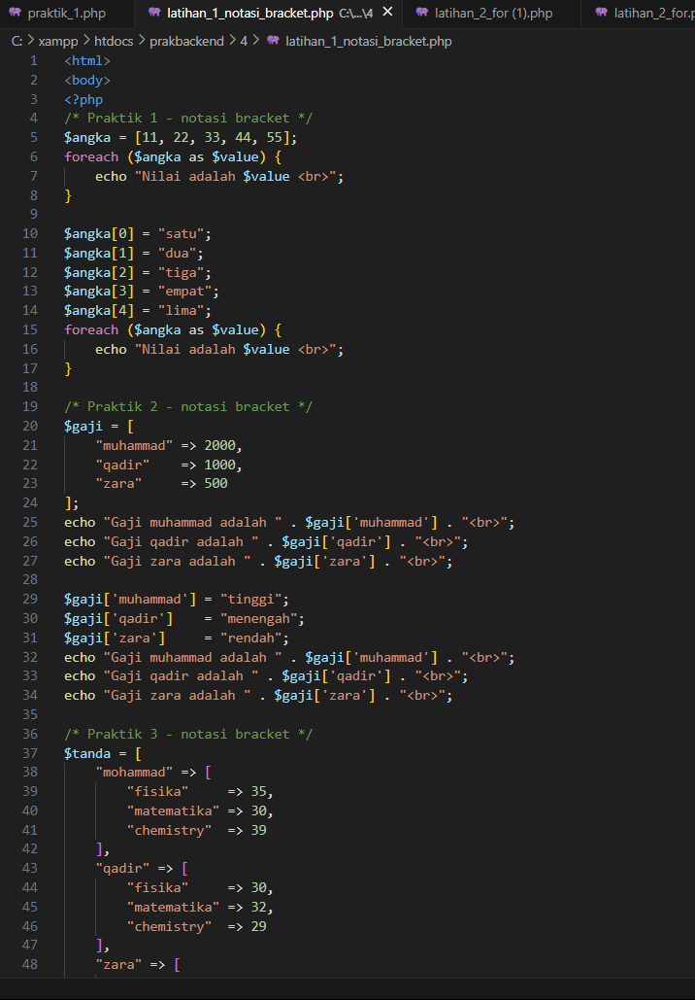 praktik_1.php latihan_1_notasi_bracket.php C:\...\4 latihan_2_for (1).php latihan_2_for.p
C: > xampp > htdocs > prakbackend > 4 > latihan_1_notasi_bracket.php
1 <html>
2 <body>
3 <?php
4 /* Praktik 1 - notasi bracket */
5 $angka = [11, 22, 33, 44, 55];
6 foreach ($angka as $value) {
7     echo "Nilai adalah $value <br>";
8 }
9
10 $angka[0] = "satu";
11 $angka[1] = "dua";
12 $angka[2] = "tiga";
13 $angka[3] = "empat";
14 $angka[4] = "lima";
15 foreach ($angka as $value) {
16     echo "Nilai adalah $value <br>";
17 }
18
19 /* Praktik 2 - notasi bracket */
20 $gaji = [
21     "muhammad" => 2000,
22     "qadir"    => 1000,
23     "zara"     => 500
24 ];
25 echo "Gaji muhammad adalah " . $gaji['muhammad'] . "<br>";
26 echo "Gaji qadir adalah " . $gaji['qadir'] . "<br>";
27 echo "Gaji zara adalah " . $gaji['zara'] . "<br>";
28
29 $gaji['muhammad'] = "tinggi";
30 $gaji['qadir']    = "menengah";
31 $gaji['zara']     = "rendah";
32 echo "Gaji muhammad adalah " . $gaji['muhammad'] . "<br>";
33 echo "Gaji qadir adalah " . $gaji['qadir'] . "<br>";
34 echo "Gaji zara adalah " . $gaji['zara'] . "<br>";
35
36 /* Praktik 3 - notasi bracket */
37 $tanda = [
38     "mohammad" => [
39         "fisika"     => 35,
40         "matematika" => 30,
41         "chemistry"  => 39
42     ],
43     "qadir" => [
44         "fisika"     => 30,
45         "matematika" => 32,
46         "chemistry"  => 29
47     ],
48     "zara" => [